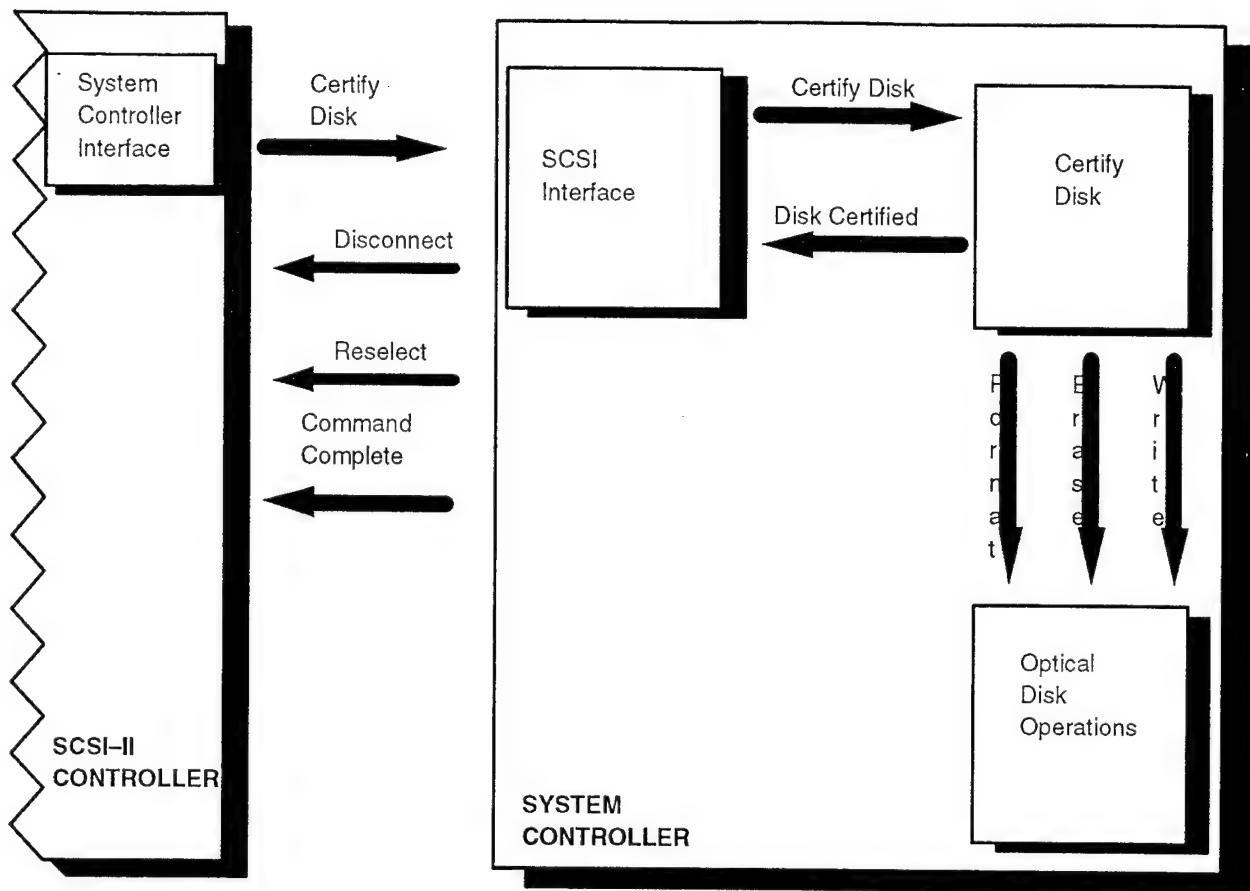 System
Controller
Interface
Certify
Disk
Disconnect
Reselect
Command
Complete
SCSI–II
CONTROLLER
SCSI
Interface
Certify Disk
Disk Certified
Certify
Disk
Format
Erase
Write
Optical
Disk
Operations
SYSTEM
CONTROLLER